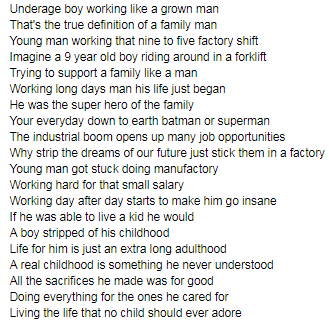 Underage boy working like a grown man
That's the true definition of a family man
Young man working that nine to five factory shift
Imagine a 9 year old boy riding around in a forklift
Trying to support a family like a man
Working long days man his life just began
He was the super hero of the family
Your everyday down to earth batman or superman
The industrial boom opens up many job opportunities
Why strip the dreams of our future just stick them in a factory
Young man got stuck doing manufactory
Working hard for that small salary
Working day after day starts to make him go insane
If he was able to live a kid he would
A boy stripped of his childhood
Life for him is just an extra long adulthood
A real childhood is something he never understood
All the sacrifices he made was for good
Doing everything for the ones he cared for
Living the life that no child should ever adore